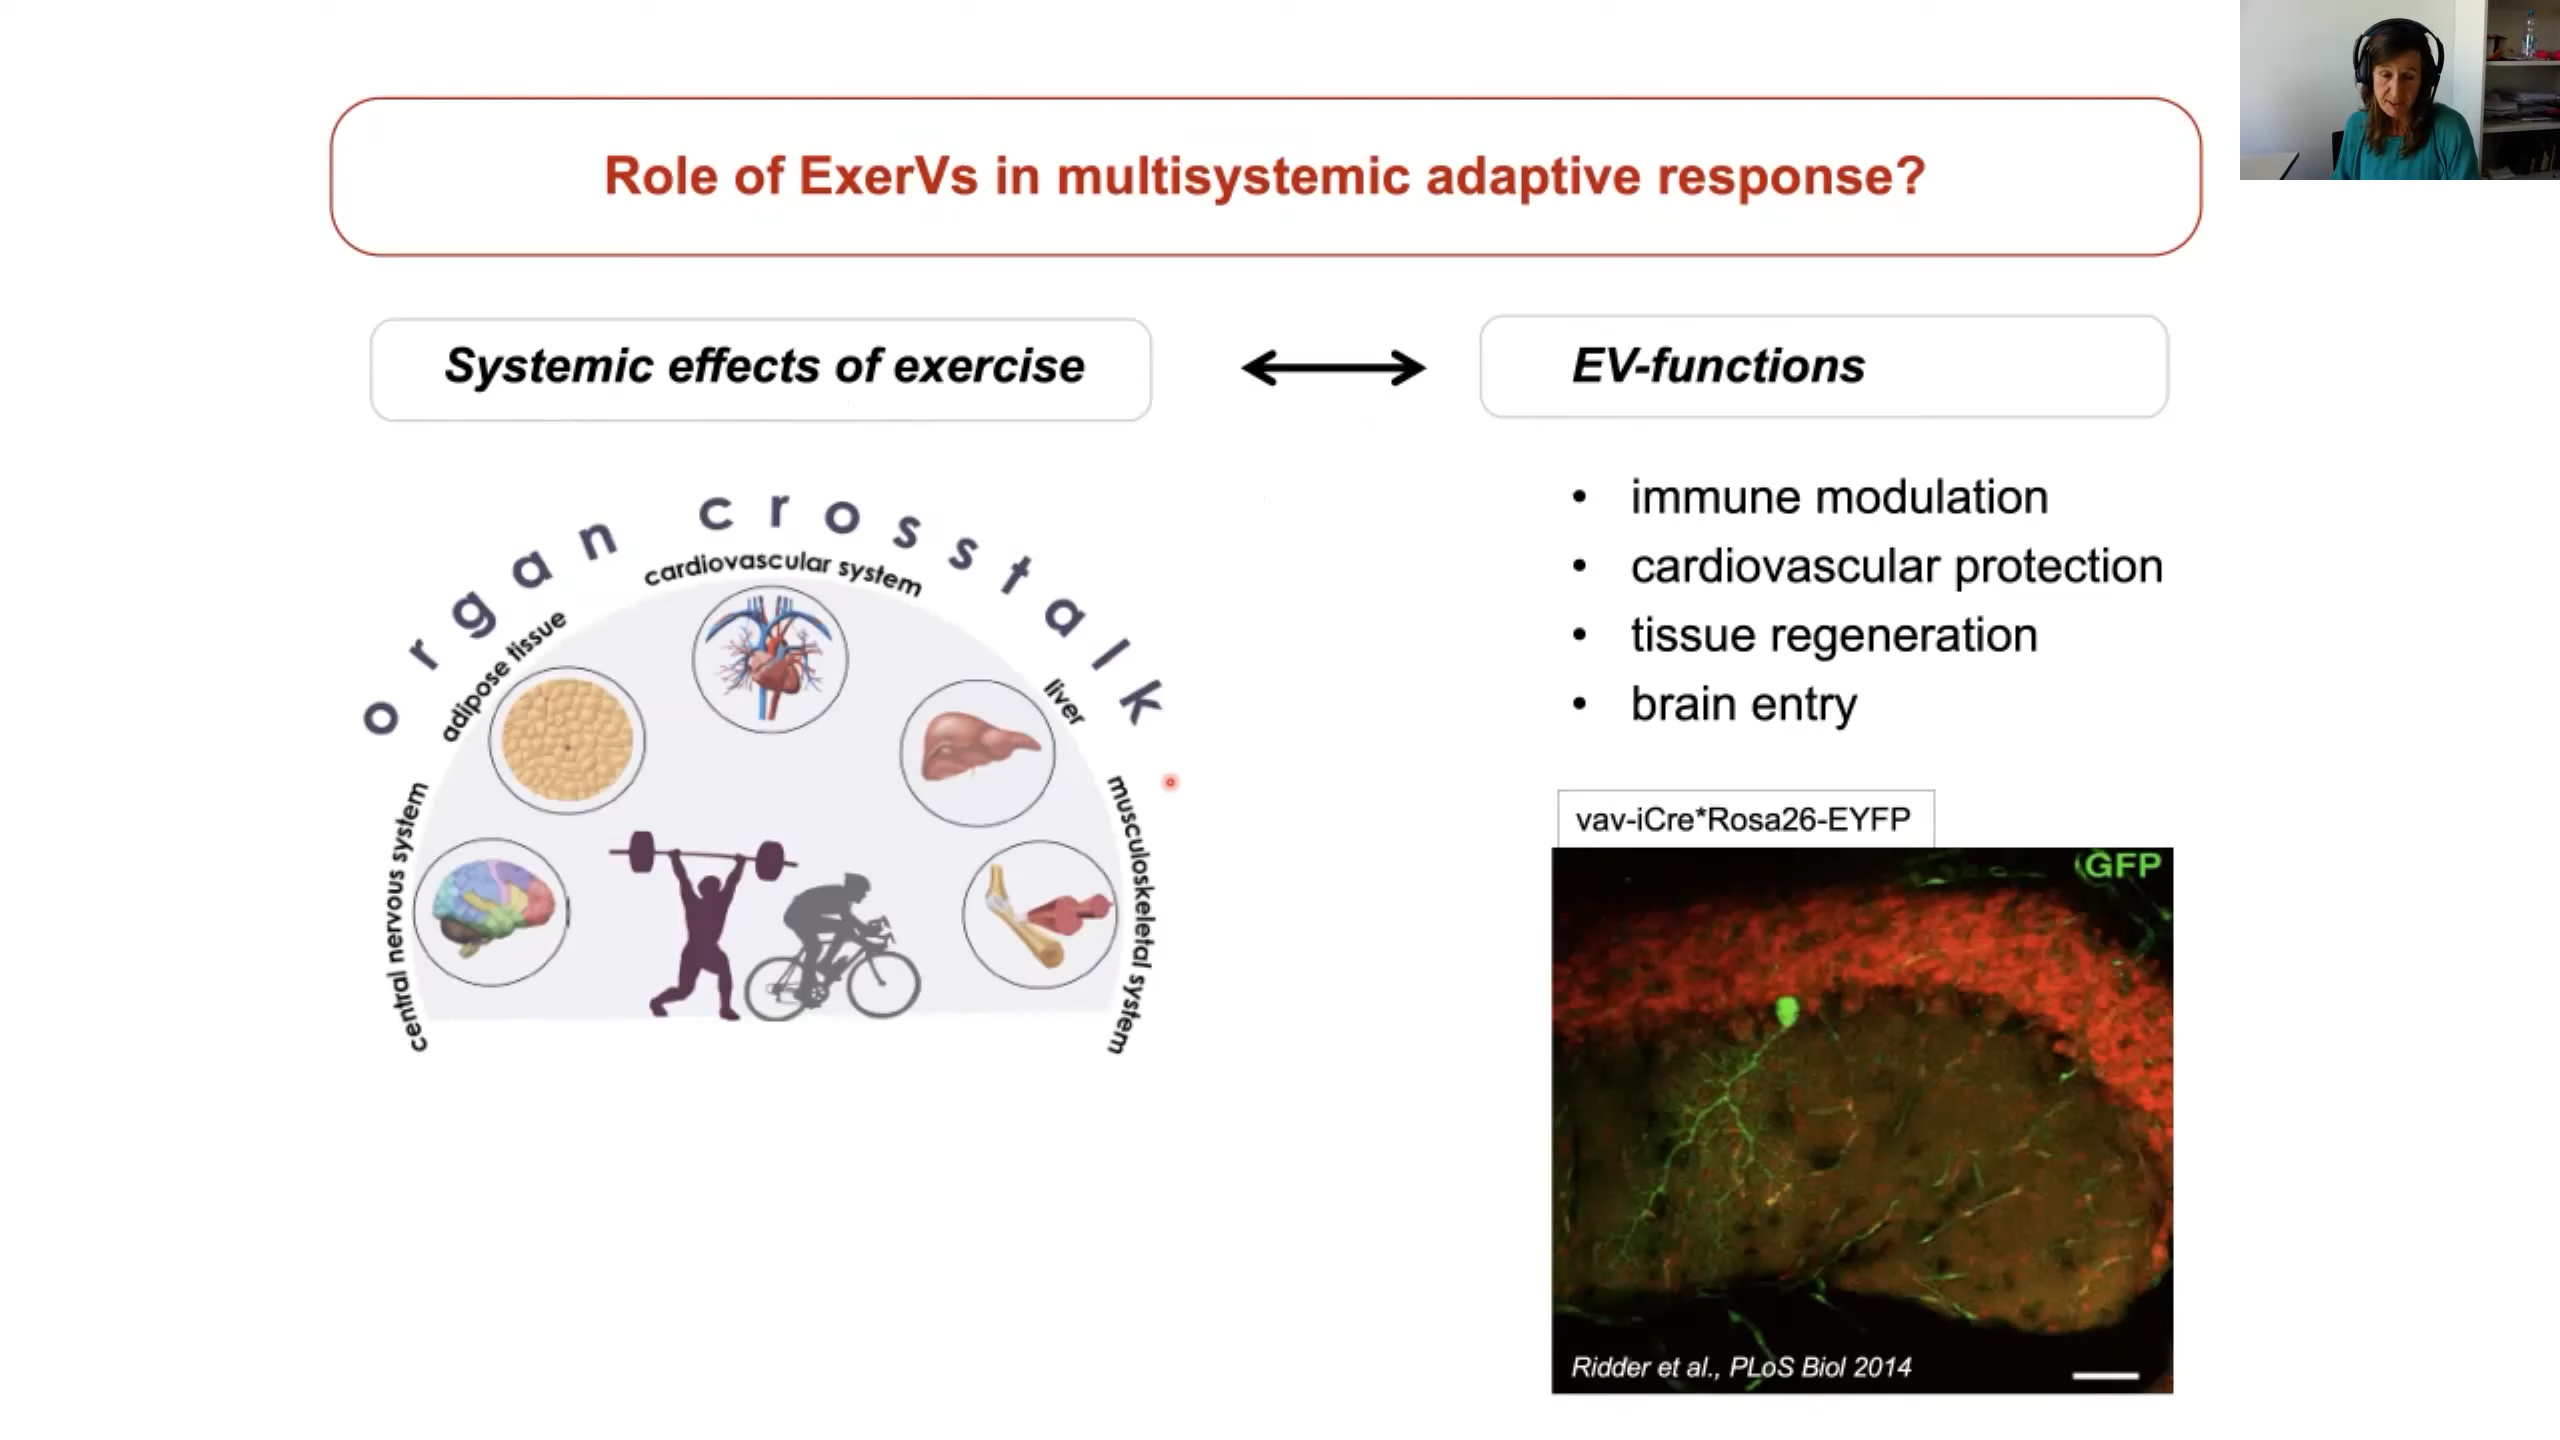 Role of ExerVs in multisystemic adaptive response?
Systemic effects of exercise
EV-functions
organ crosstalk
central nervous system
adipose tissue
cardiovascular system
liver
musculoskeletal system
• immune modulation
• cardiovascular protection
• tissue regeneration
• brain entry
vav-iCre*Rosa26-EYFP
GFP
Ridder et al., PLoS Biol 2014